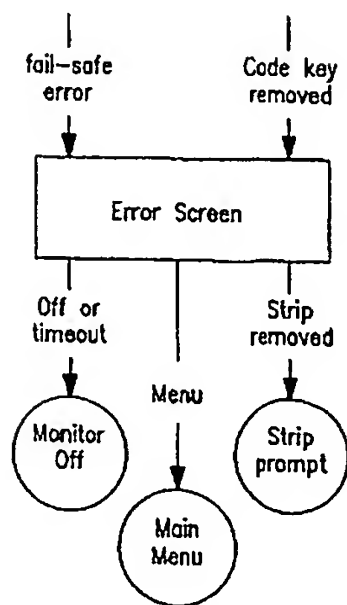 fail-safe
error
Code key
removed
Error Screen
Off or
timeout
Menu
Strip
removed
Monitor
Off
Main
Menu
Strip
prompt